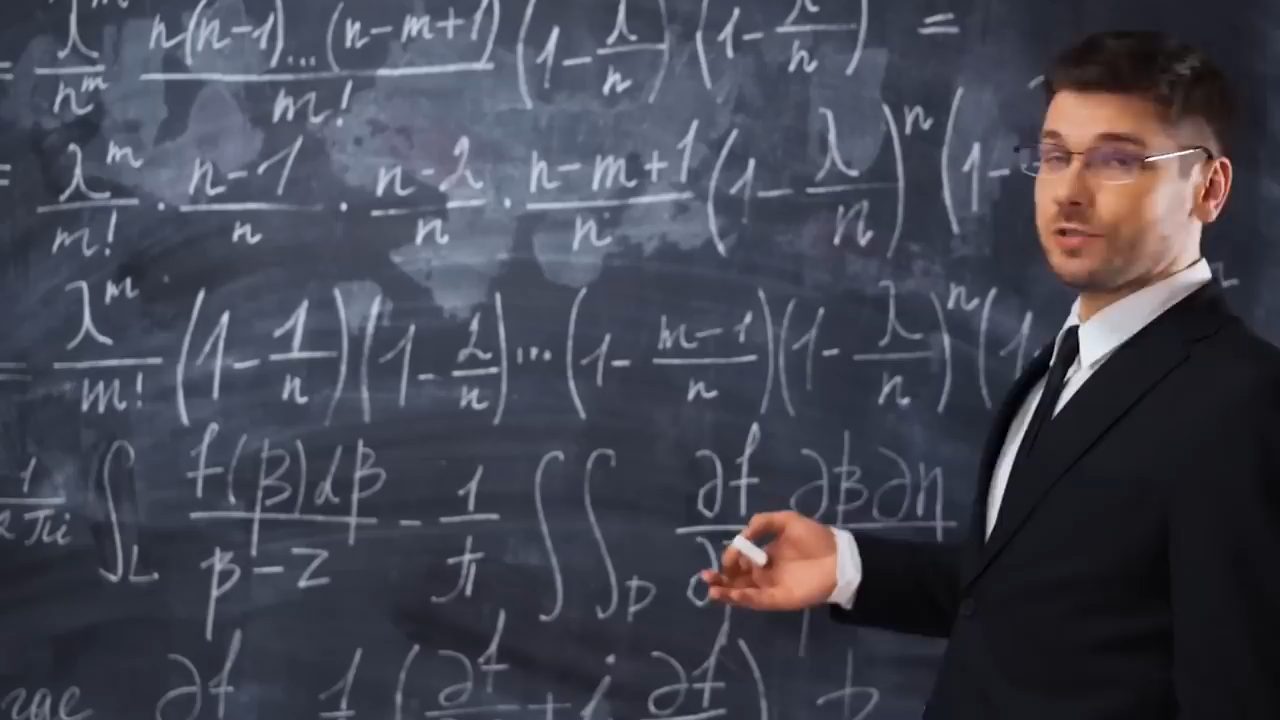 = λ^m/n^m n(n-1)...(n-m+1)/m! (1-λ/n) (1-λ/n) =
= λ^m/m! · n-1/n · n-2/n · n-m+1/n (1-λ/n)^n (1-
= λ^m/m! (1-1/n)(1-2/n)...(1-m-1/n)(1-λ/n)^n (1
1/2πi ∫_L f(β)dβ/β-z - 1/π ∫∫_D ∂f ∂β∂η
где ∂f 1 (∂f + i ∂f)